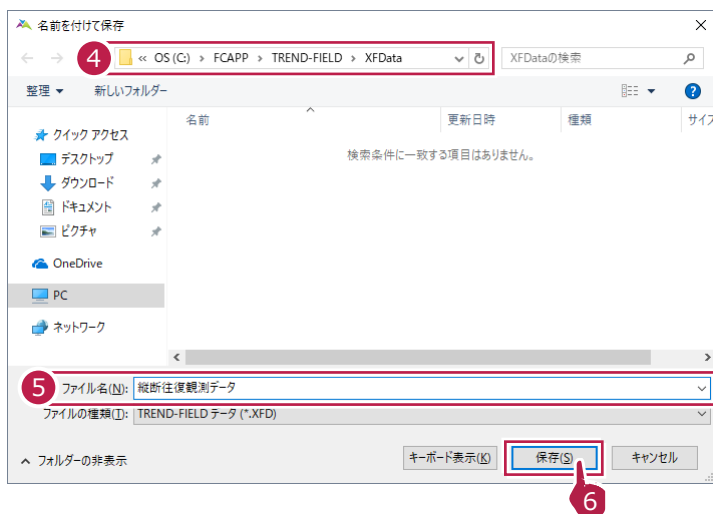 名前を付けて保存
4 « OS (C:) › FCAPP › TREND-FIELD › XFData XFDataの検索
整理 新しいフォルダー
名前 更新日時 種類 サイズ
クイック アクセス
検索条件に一致する項目はありません。
デスクトップ
ダウンロード
ドキュメント
ピクチャ
OneDrive
PC
ネットワーク
5 ファイル名(N): 縦断往復観測データ
ファイルの種類(T): TREND-FIELD データ (*.XFD)
フォルダーの非表示 キーボード表示(K) 保存(S) キャンセル
6